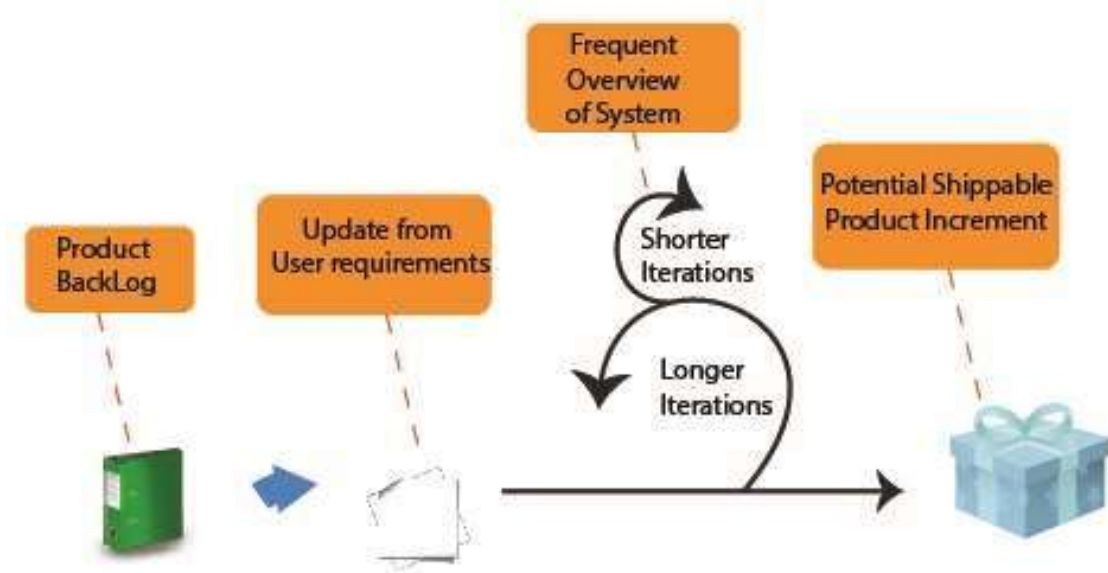 Product
BackLog
Update from
User requirements
Frequent
Overview
of System
Shorter
Iterations
Longer
Iterations
Potential Shippable
Product Increment